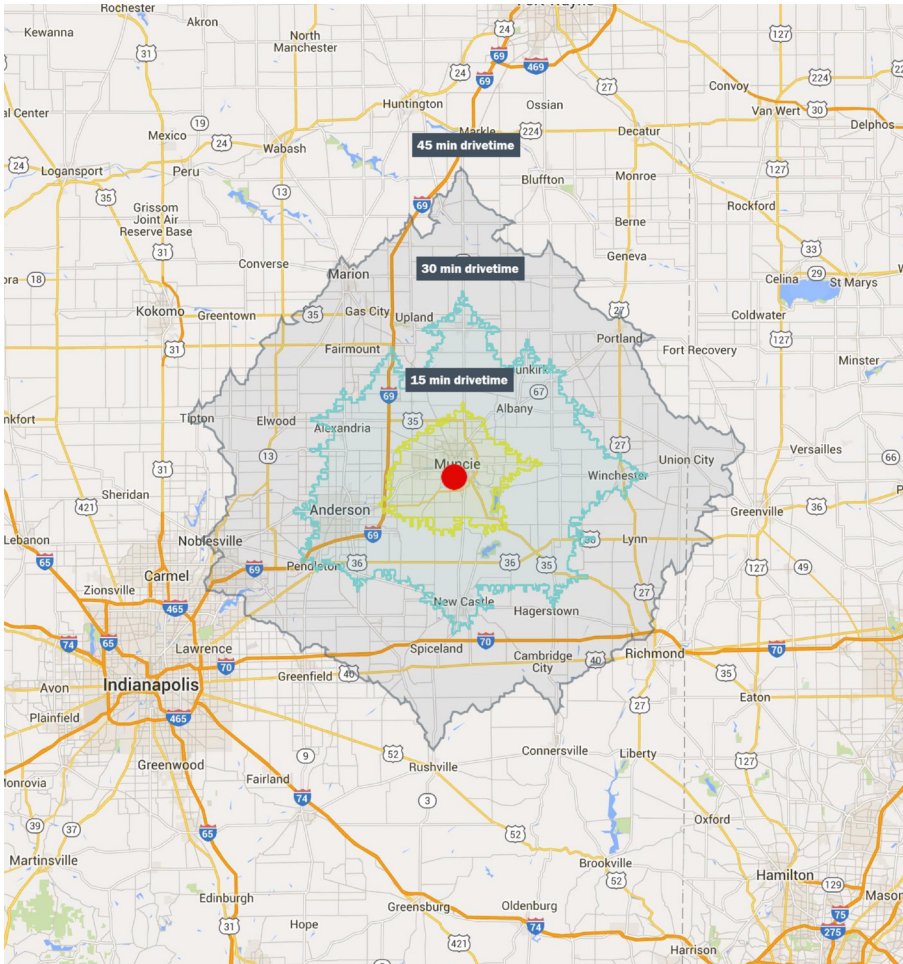 Rochester
Akron
Fort Wayne
Kewanna
North
Manchester
Huntington
Ossian
Convoy
Van Wert
Delphos
Mexico
Wabash
Markle
Decatur
Logansport
Peru
45 min drivetime
Bluffton
Monroe
Rockford
Grissom
Joint Air
Reserve Base
Berne
Converse
Marion
30 min drivetime
Geneva
Celina
St Marys
Kokomo
Greentown
Gas City
Upland
Coldwater
Fairmount
Portland
Fort Recovery
Minster
15 min drivetime
Tipton
Elwood
Alexandria
Albany
Versailles
Muncie
Union City
Winchester
Sheridan
Anderson
Greenville
Lebanon
Noblesville
Lynn
Zionsville
Carmel
Pendleton
New Castle
Hagerstown
Lawrence
Spiceland
Cambridge
City
Richmond
Avon
Indianapolis
Greenfield
Eaton
Plainfield
Greenwood
Rushville
Connersville
Liberty
Fairland
Monrovia
Oxford
Martinsville
Brookville
Hamilton
Edinburgh
Greensburg
Oldenburg
Hope
Harrison